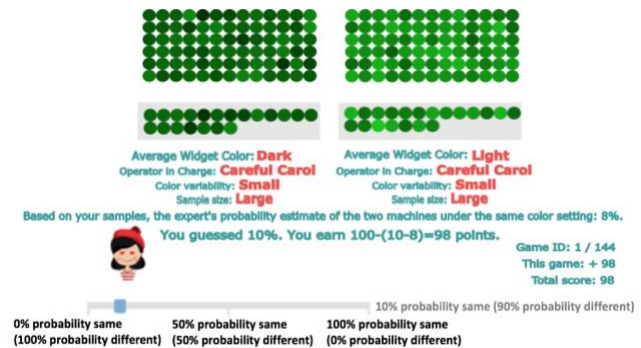 Average Widget Color: Dark
Operator in Charge: Careful Carol
Color variability: Small
Sample size: Large
Average Widget Color: Light
Operator in Charge: Careful Carol
Color variability: Small
Sample size: Large
Based on your samples, the expert's probability estimate of the two machines under the same color setting: 8%.
You guessed 10%. You earn 100-(10-8)=98 points.
Game ID: 1 / 144
This game: + 98
Total score: 98
10% probability same (90% probability different)
0% probability same
(100% probability different)
50% probability same
(50% probability different)
100% probability same
(0% probability different)